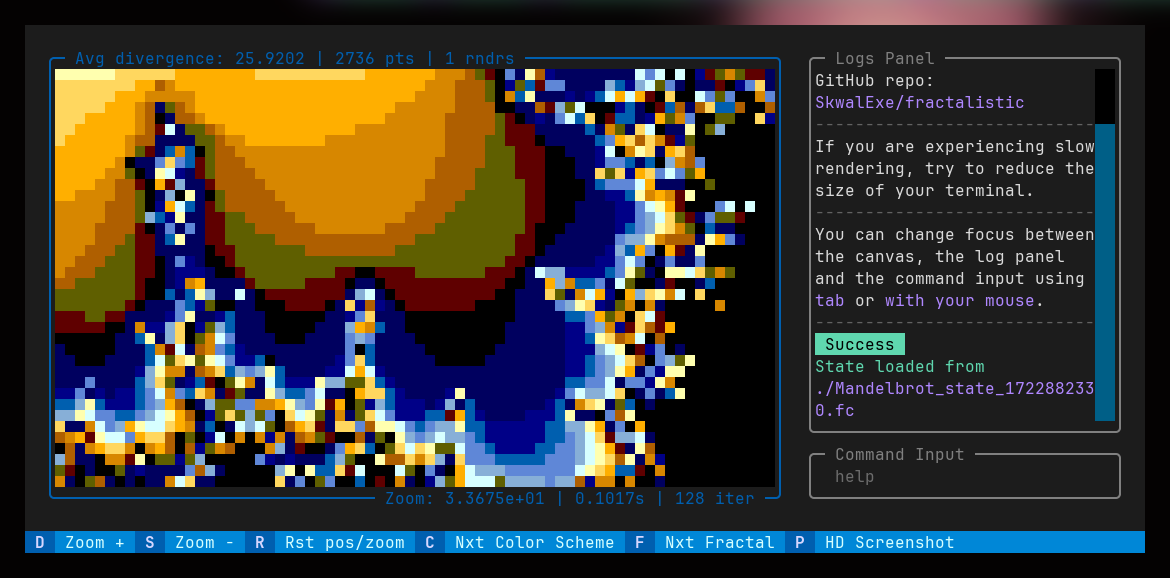 Avg divergence: 25.9202 | 2736 pts | 1 rndrs
Zoom: 3.3675e+01 | 0.1017s | 128 iter
Logs Panel
GitHub repo:
SkwalExe/fractalistic
----------------------------
If you are experiencing slow
rendering, try to reduce the
size of your terminal.
----------------------------
You can change focus between
the canvas, the log panel
and the command input using
tab or with your mouse.
----------------------------
Success
State loaded from
./Mandelbrot_state_172288233
0.fc
Command Input
help
D Zoom + S Zoom - R Rst pos/zoom C Nxt Color Scheme F Nxt Fractal P HD Screenshot